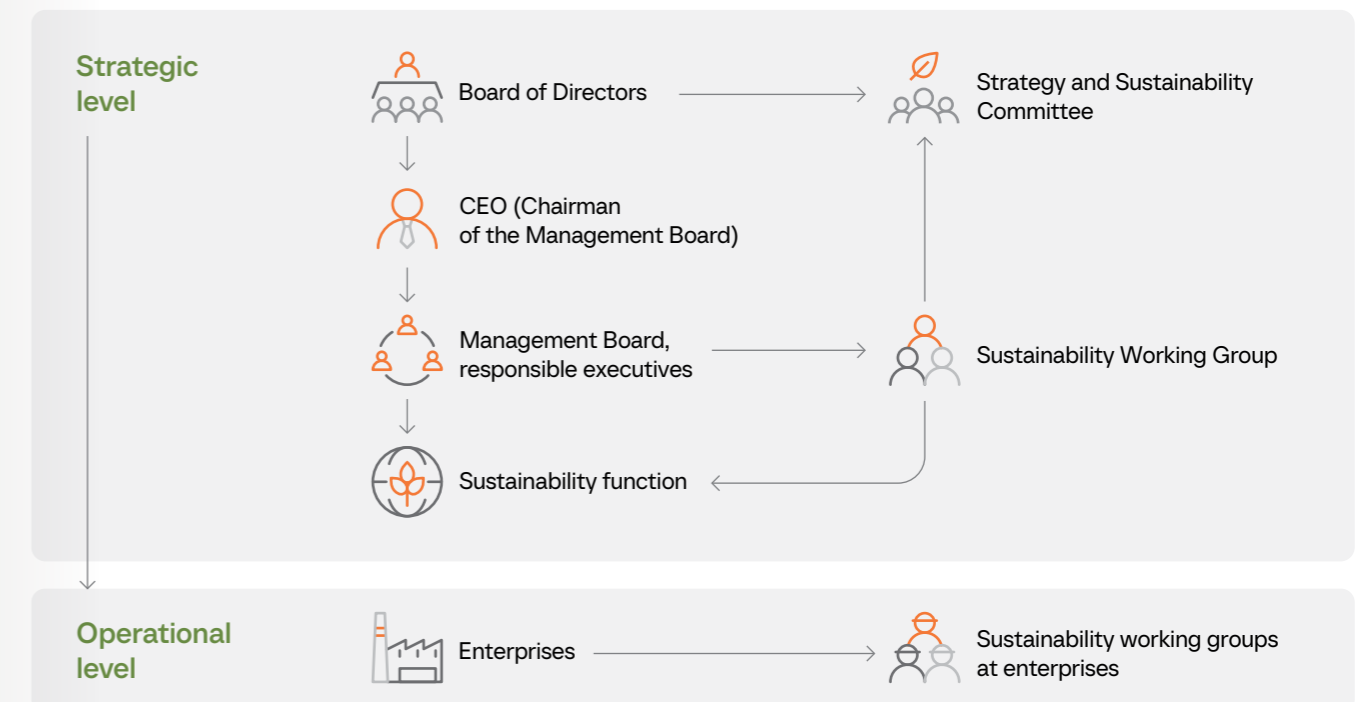 Strategic
level
Board of Directors
Strategy and Sustainability
Committee
CEO (Chairman
of the Management Board)
Management Board,
responsible executives
Sustainability Working Group
Sustainability function
Operational
level
Enterprises
Sustainability working groups
at enterprises